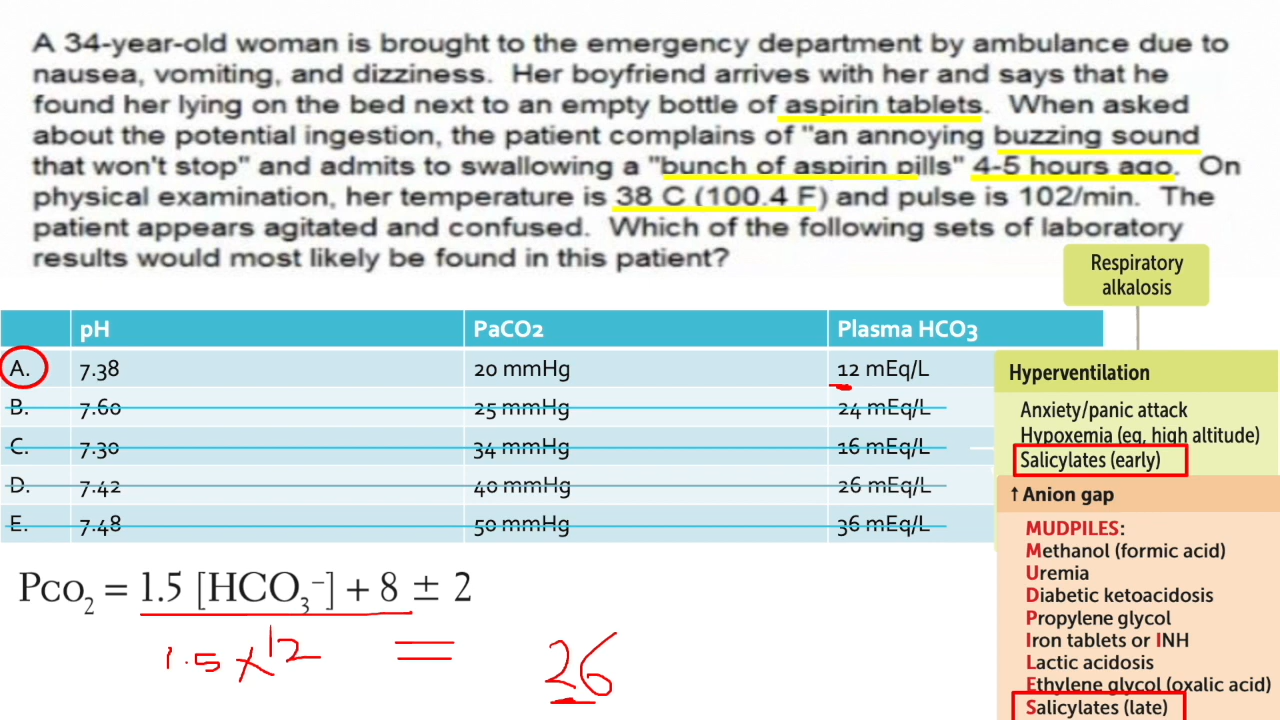 A 34-year-old woman is brought to the emergency department by ambulance due to
nausea, vomiting, and dizziness. Her boyfriend arrives with her and says that he
found her lying on the bed next to an empty bottle of aspirin tablets. When asked
about the potential ingestion, the patient complains of "an annoying buzzing sound
that won't stop" and admits to swallowing a "bunch of aspirin pills" 4-5 hours ago. On
physical examination, her temperature is 38 C (100.4 F) and pulse is 102/min. The
patient appears agitated and confused. Which of the following sets of laboratory
results would most likely be found in this patient?
Respiratory
alkalosis
pH PaCO2 Plasma HCO3
A. 7.38 20 mmHg 12 mEq/L
B. 7.60 25 mmHg 24 mEq/L
C. 7.30 34 mmHg 16 mEq/L
D. 7.42 40 mmHg 26 mEq/L
E. 7.48 50 mmHg 36 mEq/L
Hyperventilation
Anxiety/panic attack
Hypoxemia (eg, high altitude)
Salicylates (early)
↑ Anion gap
MUDPILES:
Methanol (formic acid)
Uremia
Diabetic ketoacidosis
Propylene glycol
Iron tablets or INH
Lactic acidosis
Ethylene glycol (oxalic acid)
Salicylates (late)
Pco₂ = 1.5 [HCO₃⁻] + 8 ± 2
1.5 x 12 = 26